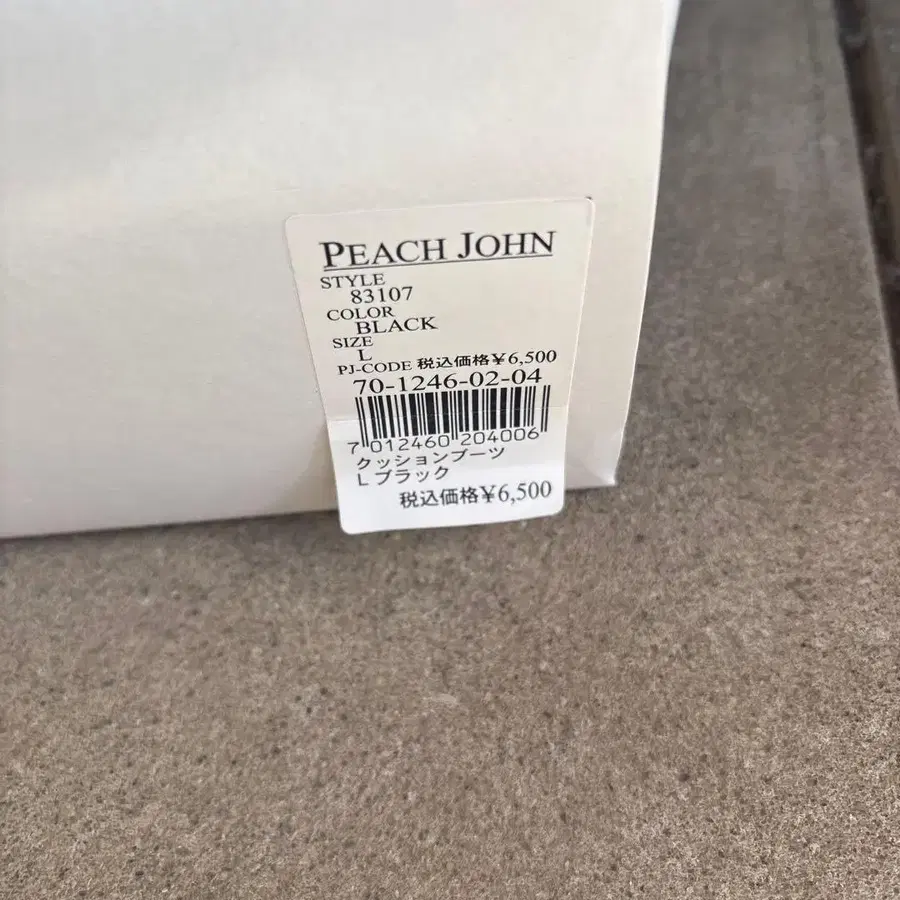 PEACH JOHN
STYLE
83107
COLOR
BLACK
SIZE
L
PJ-CODE 税込価格¥6,500
70-1246-02-04
7 012460 204006
クッションブーツ
L ブラック
税込価格¥6,500